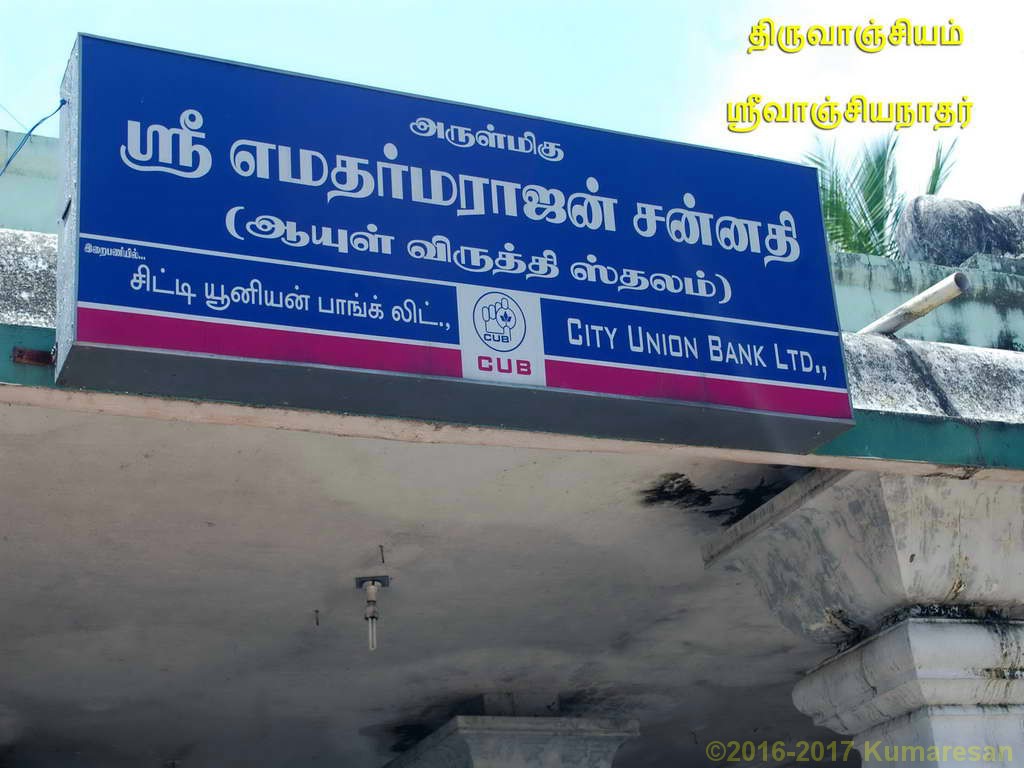 திருவாஞ்சியம்
ஸ்ரீவாஞ்சியநாதர்
அருள்மிகு
ஸ்ரீ எமதர்மராஜன் சன்னதி
(ஆயுள் விருத்தி ஸ்தலம்)
இறைபணியில்...
சிட்டி யூனியன் பாங்க் லிட்.,
CUB
CUB
CITY UNION BANK LTD.,
©2016-2017 Kumaresan